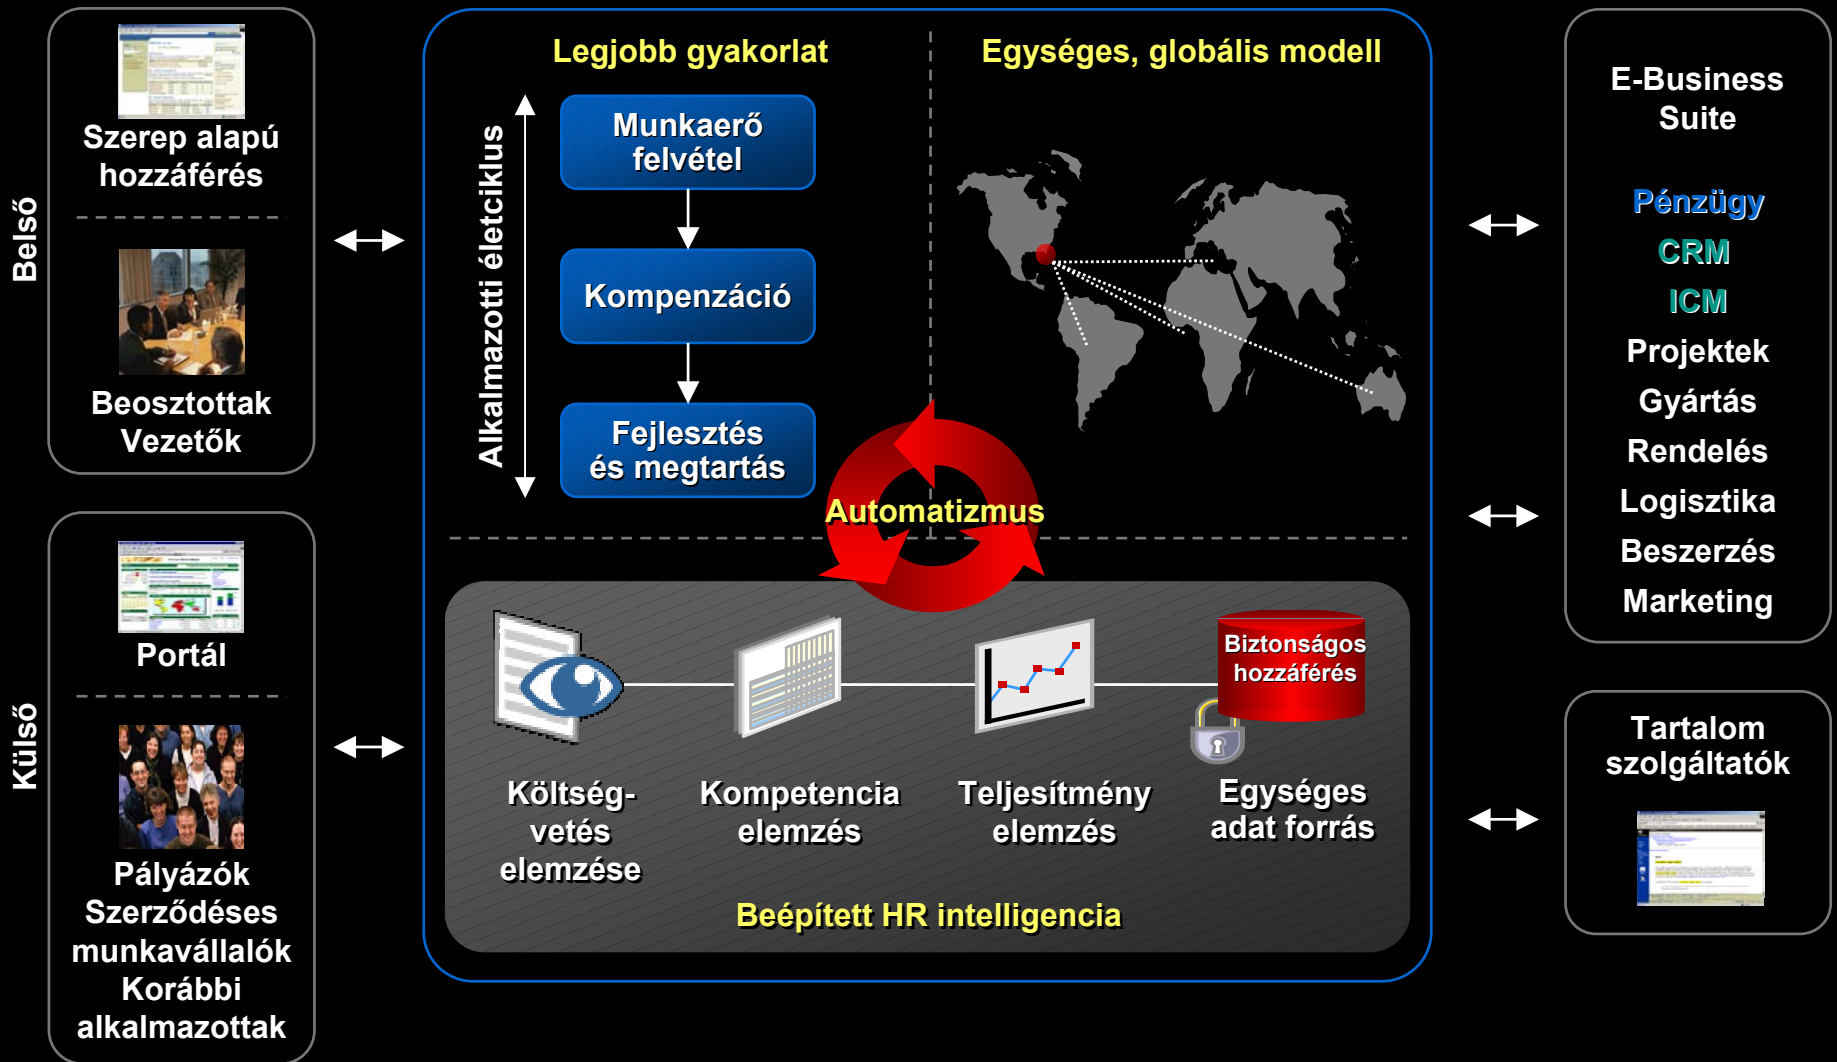 Belső
Szerep alapú
hozzáférés
Beosztottak
Vezetők
Külső
Portál
Pályázók
Szerződéses
munkavállalók
Korábbi
alkalmazottak
Legjobb gyakorlat
Alkalmazotti életciklus
Munkaerő
felvétel
Kompenzáció
Fejlesztés
és megtartás
Egységes, globális modell
Automatizmus
Biztonságos
hozzáférés
Költség-
vetés
elemzése
Kompetencia
elemzés
Teljesítmény
elemzés
Egységes
adat forrás
Beépített HR intelligencia
E-Business
Suite
Pénzügy
CRM
ICM
Projektek
Gyártás
Rendelés
Logisztika
Beszerzés
Marketing
Tartalom
szolgáltatók